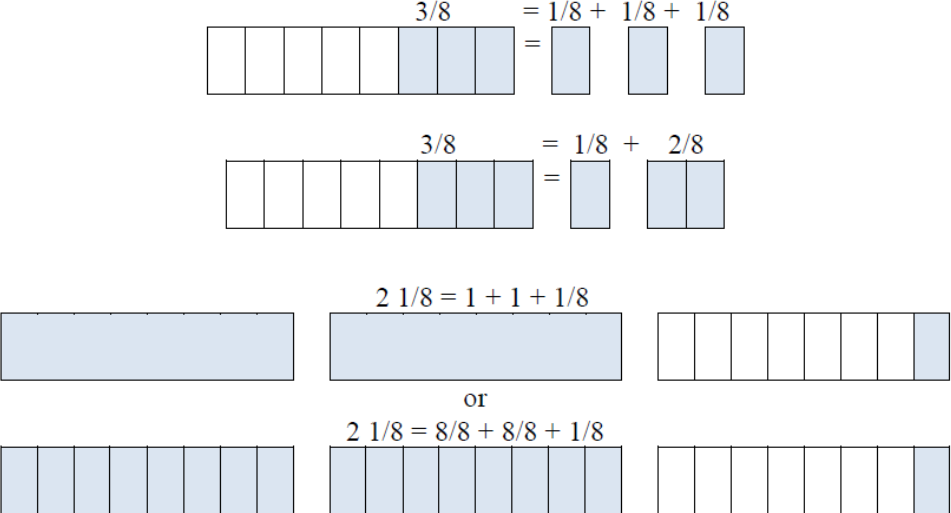 3/8 = 1/8 + 1/8 + 1/8
=
3/8 = 1/8 + 2/8
=
2 1/8 = 1 + 1 + 1/8
or
2 1/8 = 8/8 + 8/8 + 1/8